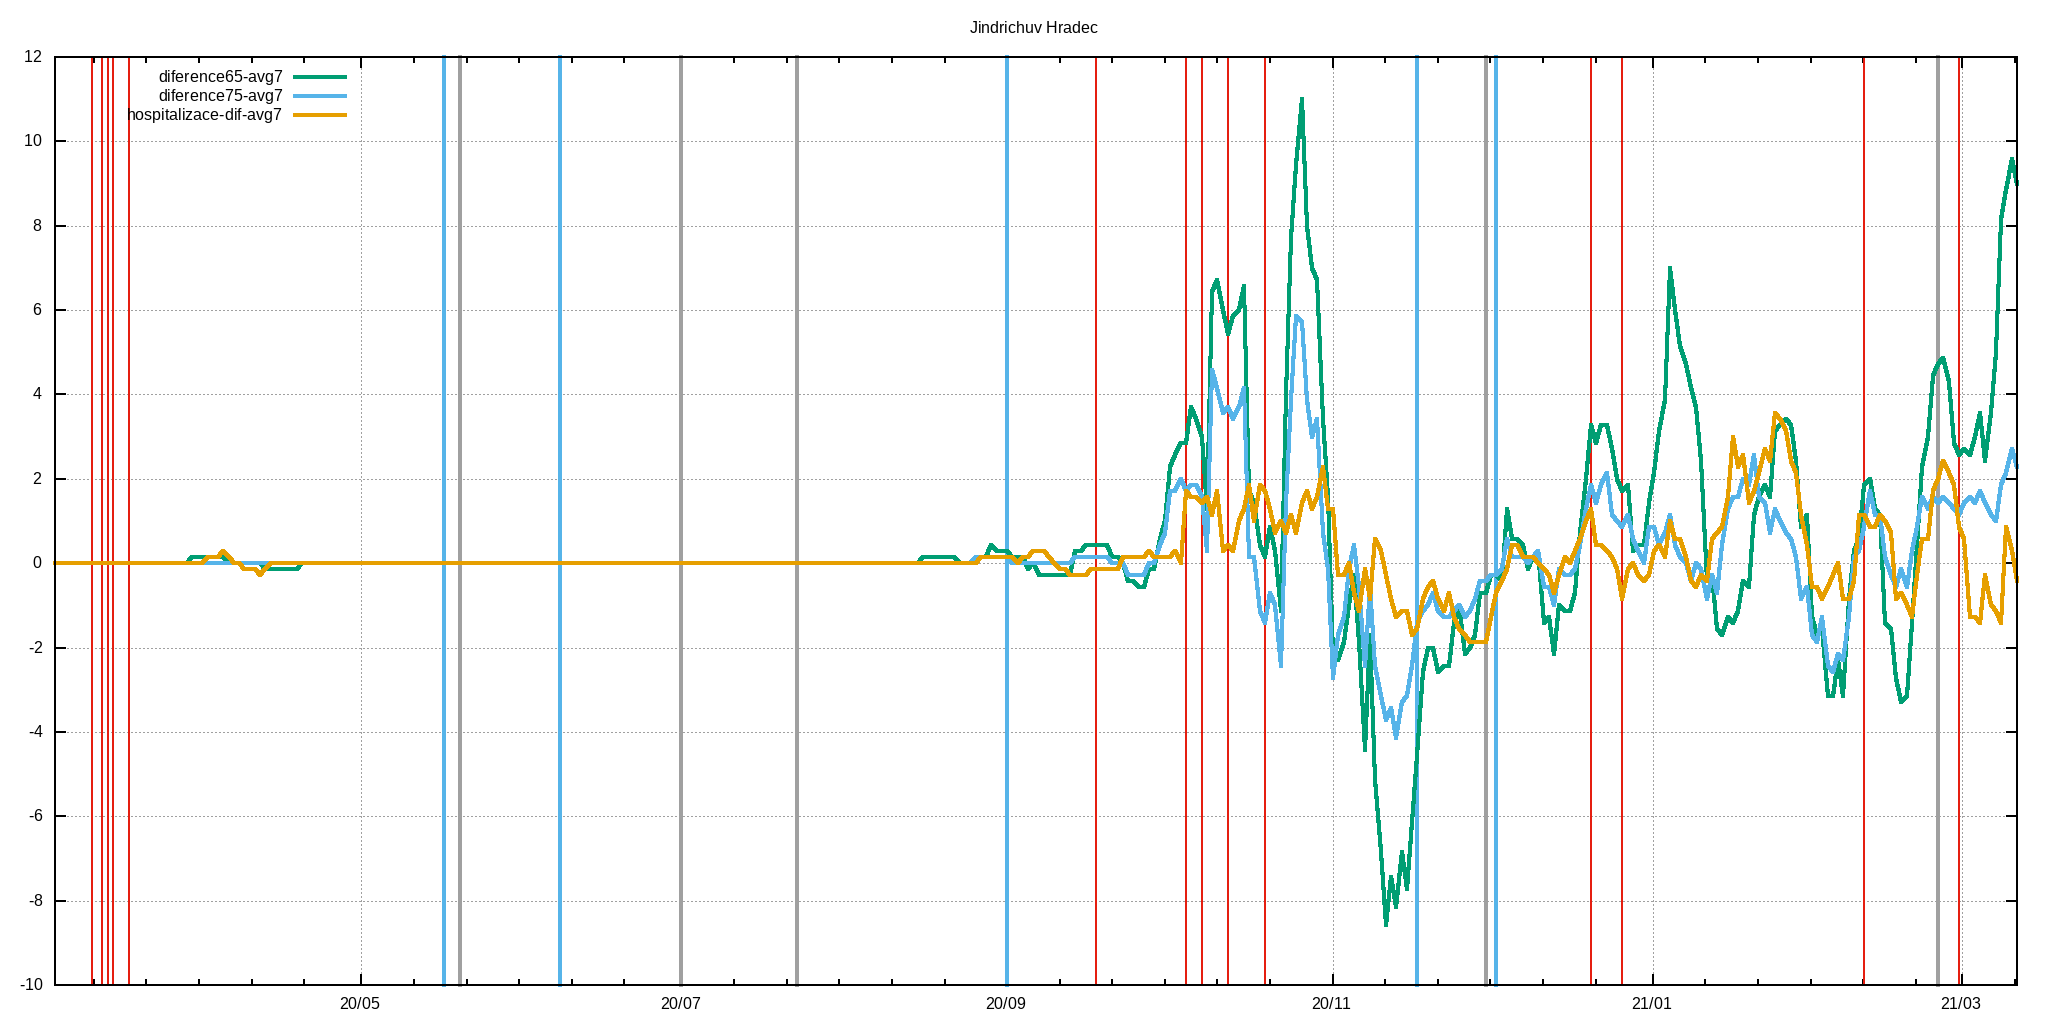 Jindrichuv Hradec
diference65-avg7
diference75-avg7
hospitalizace-dif-avg7
12
10
8
6
4
2
0
-2
-4
-6
-8
-10
20/05 20/07 20/09 20/11 21/01 21/03